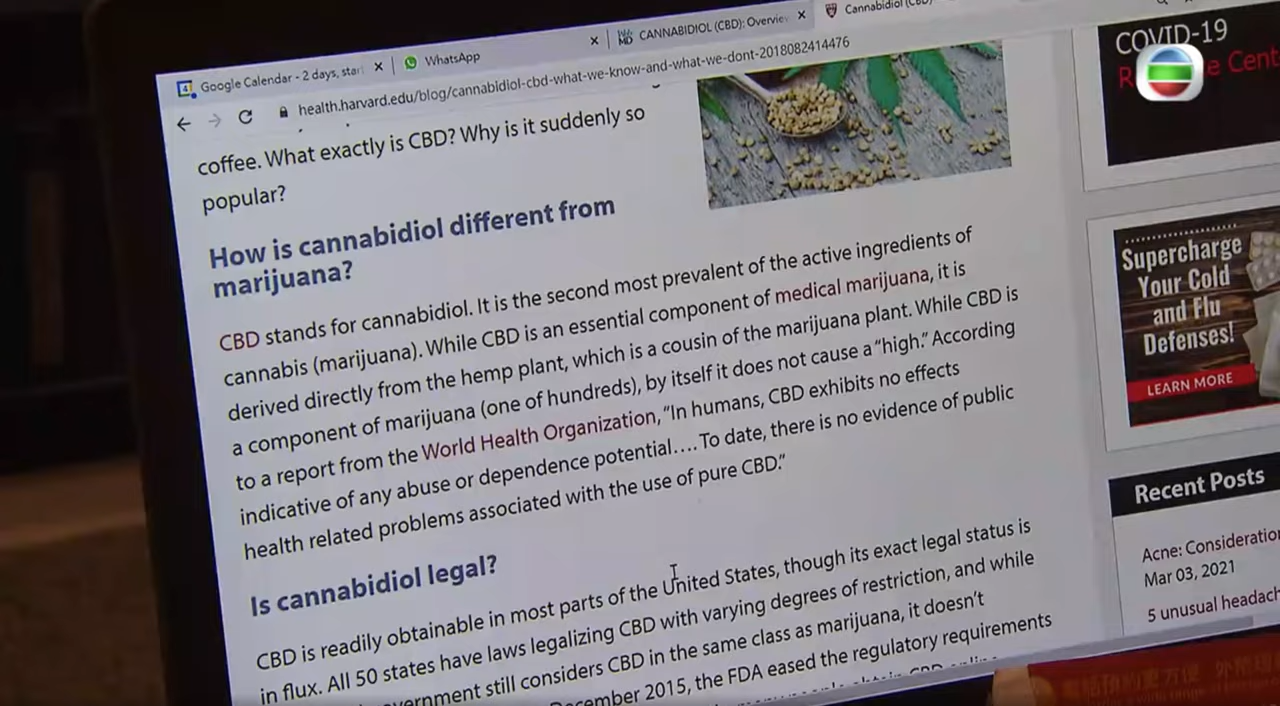 Google Calendar - 2 days, star
WhatsApp
CANNABIDIOL (CBD): Overvie
Cannabidiol (CBD)
health.harvard.edu/blog/cannabidiol-cbd-what-we-know-and-what-we-dont-2018082414476
coffee. What exactly is CBD? Why is it suddenly so
popular?
How is cannabidiol different from
marijuana?
CBD stands for cannabidiol. It is the second most prevalent of the active ingredients of
cannabis (marijuana). While CBD is an essential component of medical marijuana, it is
derived directly from the hemp plant, which is a cousin of the marijuana plant. While CBD is
a component of marijuana (one of hundreds), by itself it does not cause a “high.” According
to a report from the World Health Organization, “In humans, CBD exhibits no effects
indicative of any abuse or dependence potential….To date, there is no evidence of public
health related problems associated with the use of pure CBD.”
Is cannabidiol legal?
CBD is readily obtainable in most parts of the United States, though its exact legal status is
in flux. All 50 states have laws legalizing CBD with varying degrees of restriction, and while
ernment still considers CBD in the same class as marijuana, it doesn’t
December 2015, the FDA eased the regulatory requirements
COVID-19
Supercharge
Your Cold
and Flu
Defenses!
LEARN MORE
Recent Posts
Acne: Consideratio
Mar 03, 2021
5 unusual headach